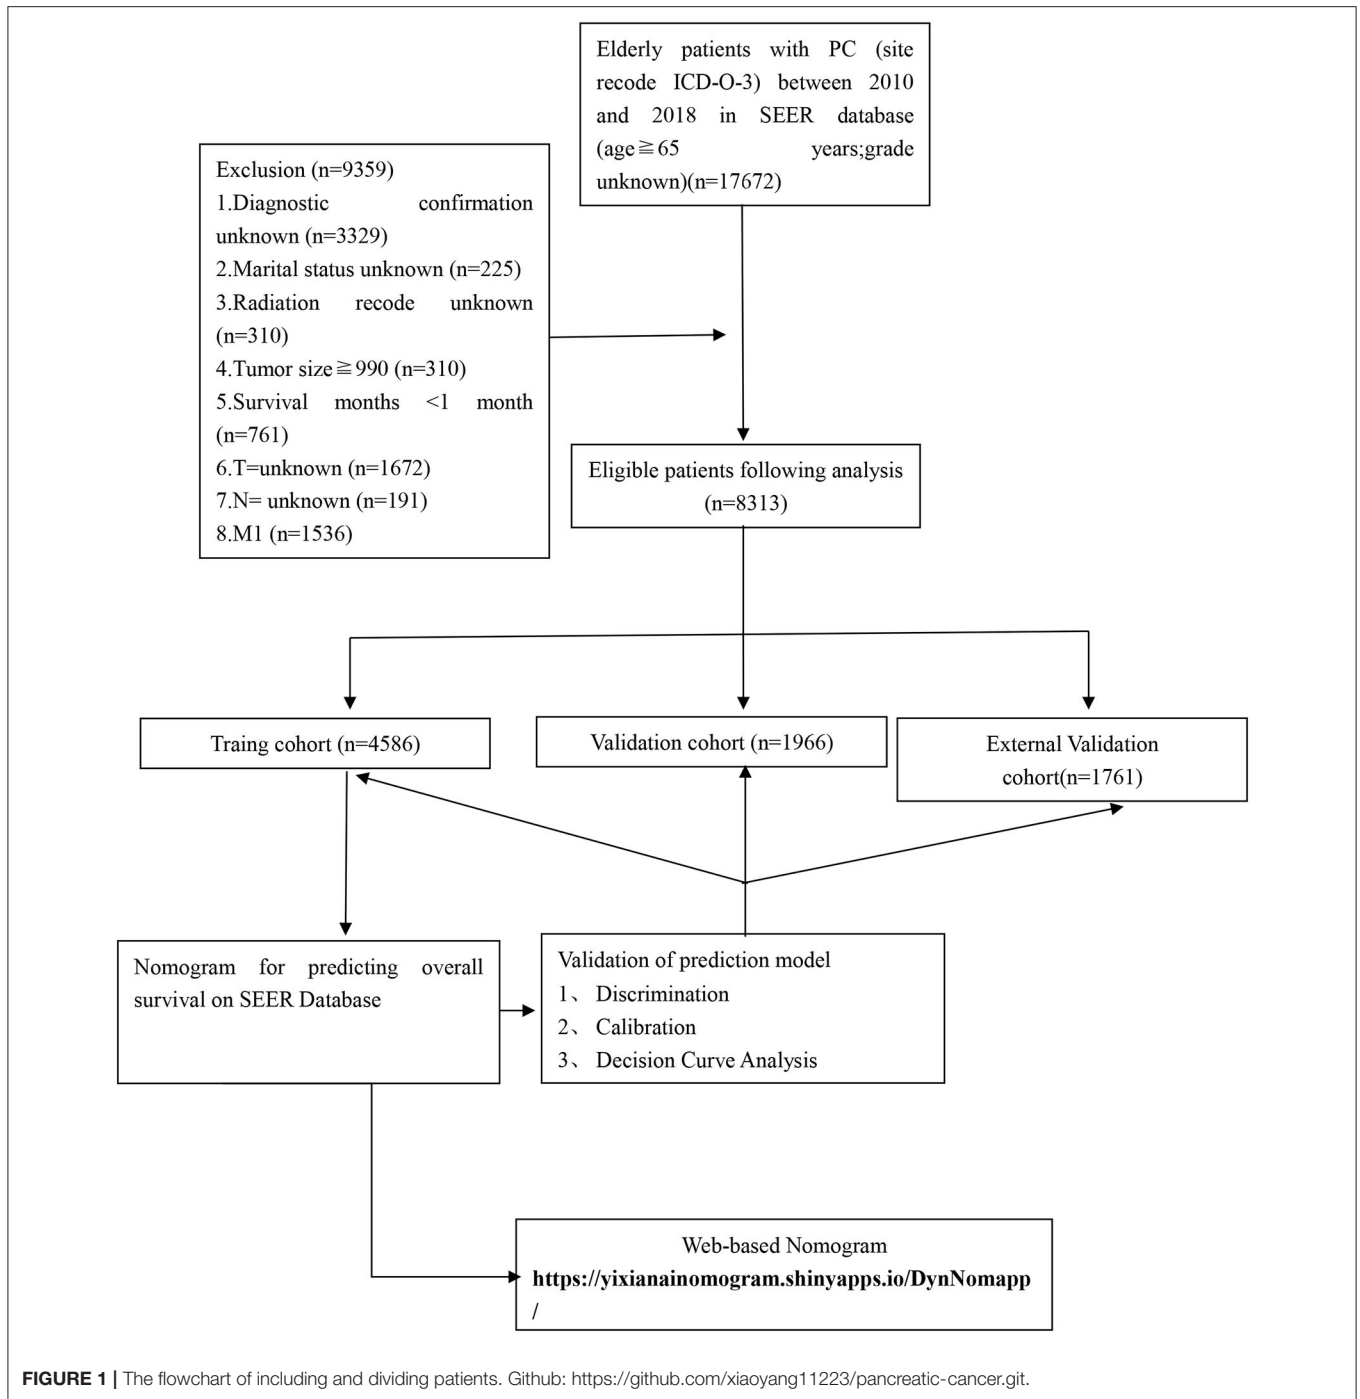 Elderly patients with PC (site
recode ICD-O-3) between 2010
and 2018 in SEER database
(age≧65 years;grade
unknown)(n=17672)
Exclusion (n=9359)
1.Diagnostic confirmation
unknown (n=3329)
2.Marital status unknown (n=225)
3.Radiation recode unknown
(n=310)
4.Tumor size≧990 (n=310)
5.Survival months <1 month
(n=761)
6.T=unknown (n=1672)
7.N= unknown (n=191)
8.M1 (n=1536)
Eligible patients following analysis
(n=8313)
Traing cohort (n=4586)
Validation cohort (n=1966)
External Validation
cohort(n=1761)
Nomogram for predicting overall
survival on SEER Database
Validation of prediction model
1、 Discrimination
2、 Calibration
3、 Decision Curve Analysis
Web-based Nomogram
https://yixianainomogram.shinyapps.io/DynNomapp
/
FIGURE 1 | The flowchart of including and dividing patients. Github: https://github.com/xiaoyang11223/pancreatic-cancer.git.